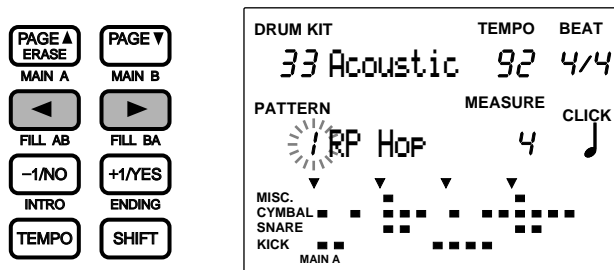 PAGE▲ ERASE PAGE▼
MAIN A MAIN B
◀ ▶
FILL AB FILL BA
−1/NO +1/YES
INTRO ENDING
TEMPO SHIFT
DRUM KIT TEMPO BEAT
33 Acoustic 92 4/4
PATTERN MEASURE CLICK
1 RP Hop 4
MISC.
CYMBAL
SNARE
KICK
MAIN A